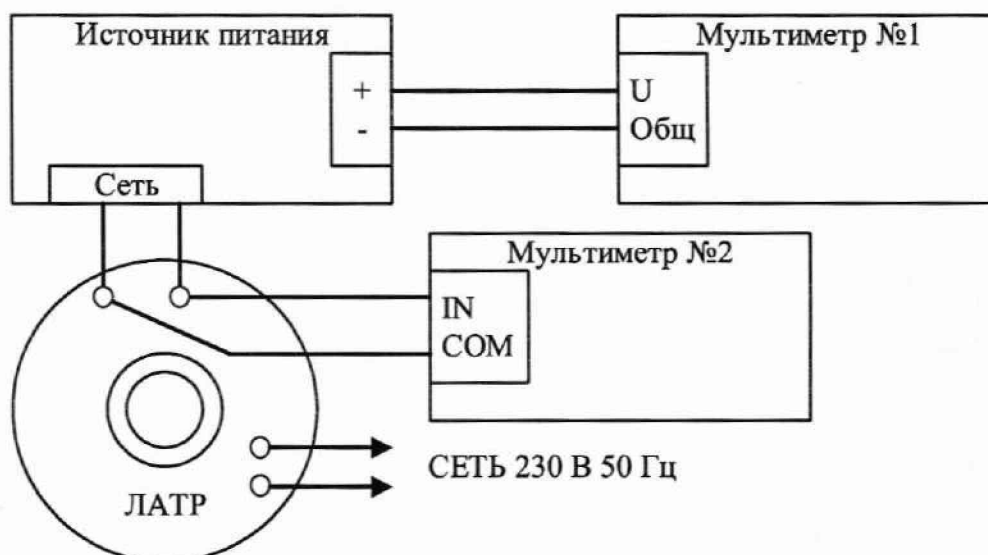 Источник питания
Мультиметр №1
+
U
-
Общ
Сеть
Мультиметр №2
IN
COM
СЕТЬ 230 В 50 Гц
ЛАТР